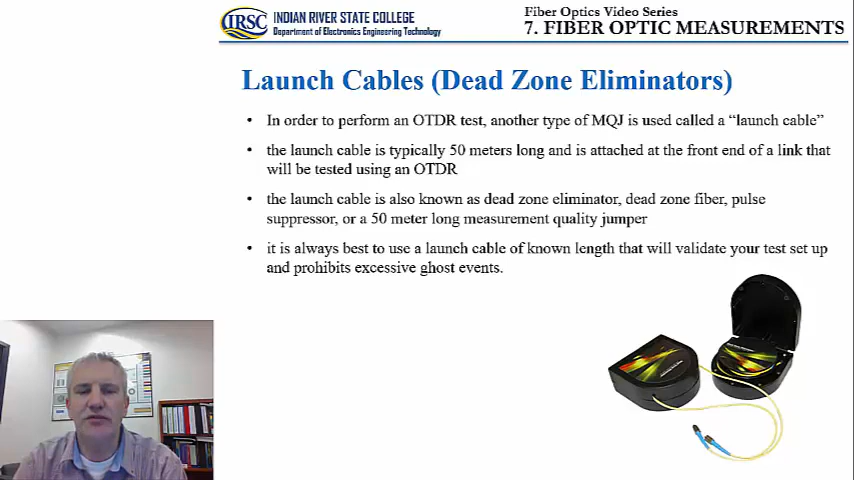 IRSC
INDIAN RIVER STATE COLLEGE
Department of Electronics Engineering Technology
Fiber Optics Video Series
7. FIBER OPTIC MEASUREMENTS
Launch Cables (Dead Zone Eliminators)
• In order to perform an OTDR test, another type of MQJ is used called a “launch cable”
• the launch cable is typically 50 meters long and is attached at the front end of a link that
will be tested using an OTDR
• the launch cable is also known as dead zone eliminator, dead zone fiber, pulse
suppressor, or a 50 meter long measurement quality jumper
• it is always best to use a launch cable of known length that will validate your test set up
and prohibits excessive ghost events.